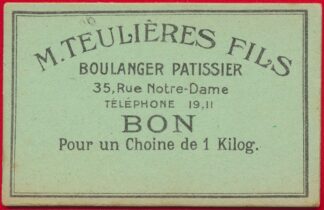 M. TEULIÈRES FILS
BOULANGER PATISSIER
35, Rue Notre-Dame
TÉLÉPHONE 19,11
BON
Pour un Choine de 1 Kilog.